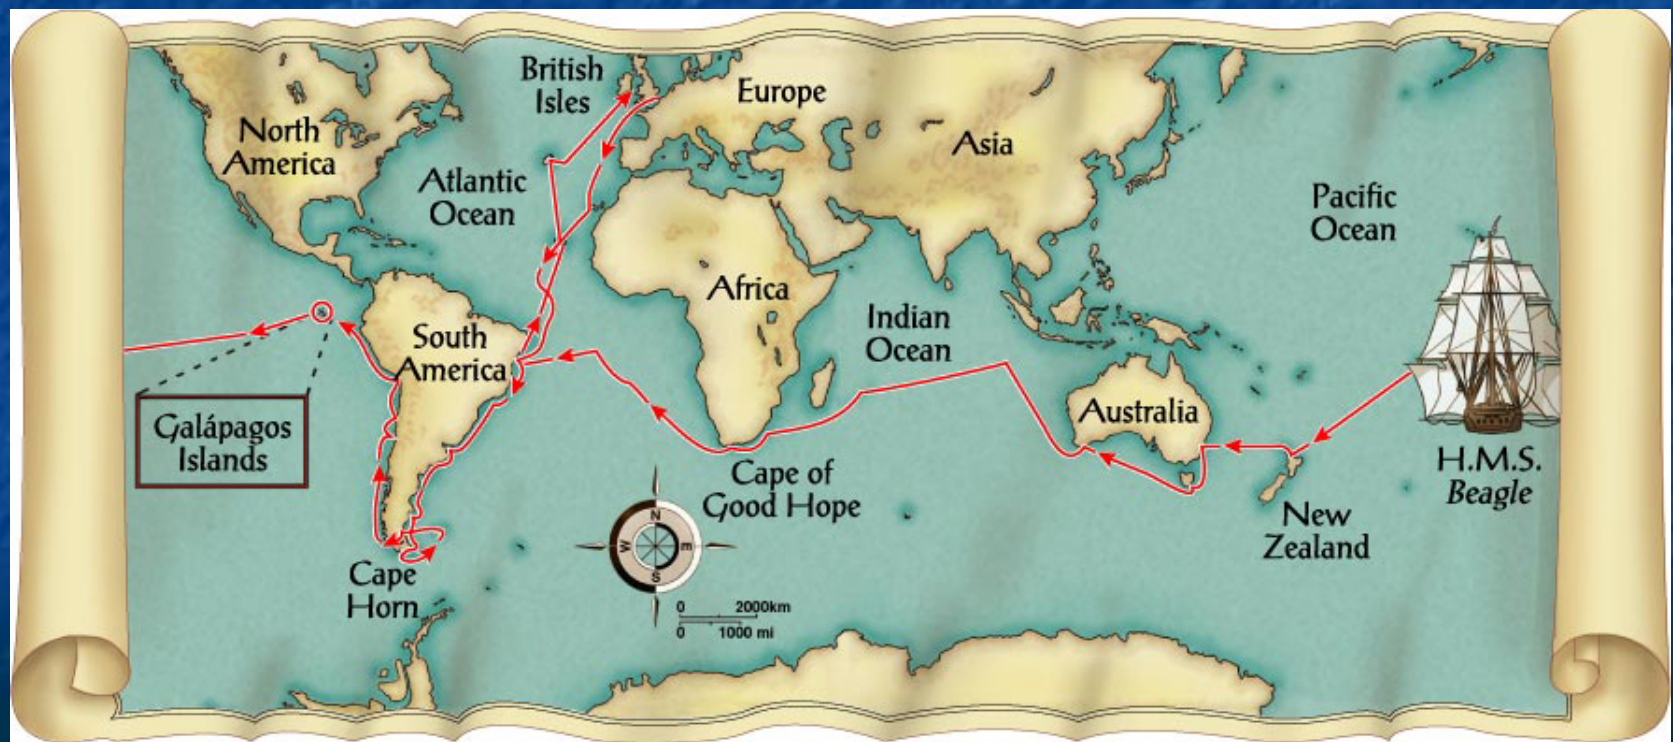 British
Isles
Europe
North
America
Asia
Atlantic
Ocean
Pacific
Ocean
Africa
Indian
Ocean
South
America
Galápagos
Islands
Australia
Cape of
Good Hope
H.M.S.
Beagle
New
Zealand
N
W
E
S
Cape
Horn
0 2000km
0 1000 mi